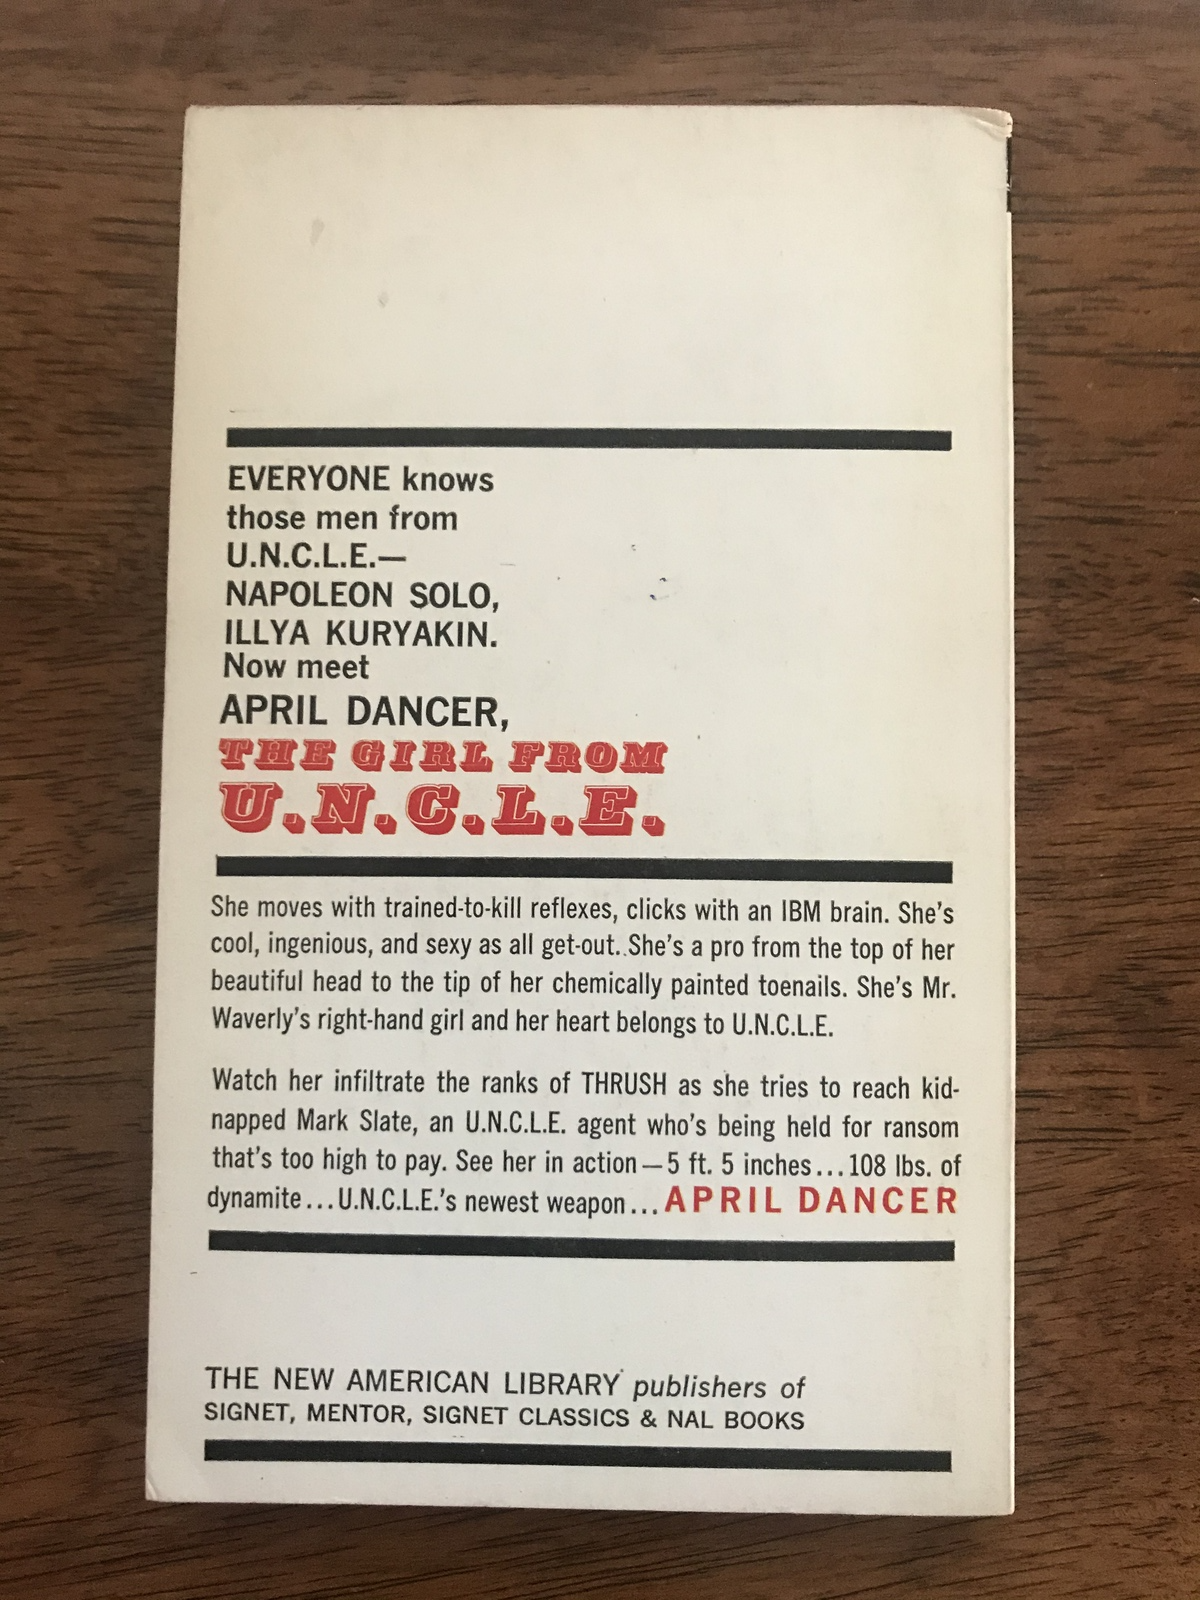 EVERYONE knows
those men from
U.N.C.L.E.—
NAPOLEON SOLO,
ILLYA KURYAKIN.
Now meet
APRIL DANCER,
THE GIRL FROM
U.N.C.L.E.
She moves with trained-to-kill reflexes, clicks with an IBM brain. She's
cool, ingenious, and sexy as all get-out. She's a pro from the top of her
beautiful head to the tip of her chemically painted toenails. She's Mr.
Waverly's right-hand girl and her heart belongs to U.N.C.L.E.
Watch her infiltrate the ranks of THRUSH as she tries to reach kid-
napped Mark Slate, an U.N.C.L.E. agent who's being held for ransom
that's too high to pay. See her in action—5 ft. 5 inches...108 lbs. of
dynamite...U.N.C.L.E.'s newest weapon...APRIL DANCER
THE NEW AMERICAN LIBRARY publishers of
SIGNET, MENTOR, SIGNET CLASSICS & NAL BOOKS